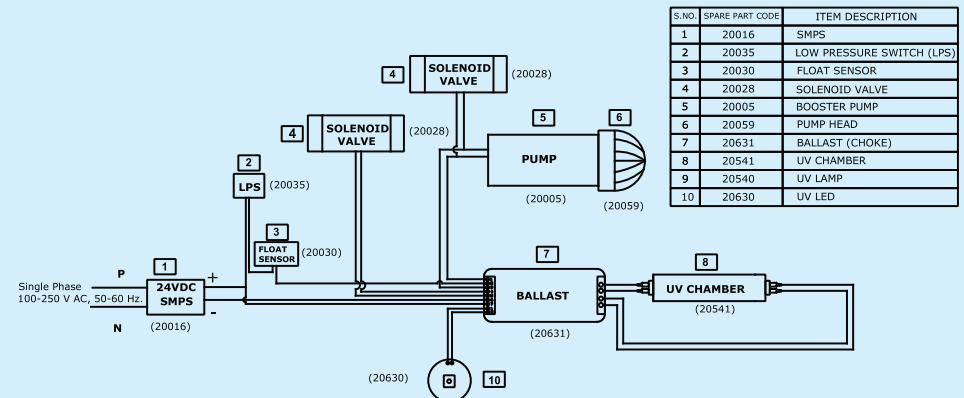 S.NO. SPARE PART CODE ITEM DESCRIPTION
1 20016 SMPS
2 20035 LOW PRESSURE SWITCH (LPS)
3 20030 FLOAT SENSOR
4 20028 SOLENOID VALVE
5 20005 BOOSTER PUMP
6 20059 PUMP HEAD
7 20631 BALLAST (CHOKE)
8 20541 UV CHAMBER
9 20540 UV LAMP
10 20630 UV LED
4
SOLENOID
VALVE
(20028)
4
SOLENOID
VALVE
(20028)
5
6
PUMP
(20005)
(20059)
2
LPS
(20035)
3
FLOAT
SENSOR
(20030)
1
P
+
Single Phase
100-250 V AC, 50-60 Hz.
24VDC
SMPS
-
N
(20016)
7
BALLAST
(20631)
8
UV CHAMBER
(20541)
(20630)
10